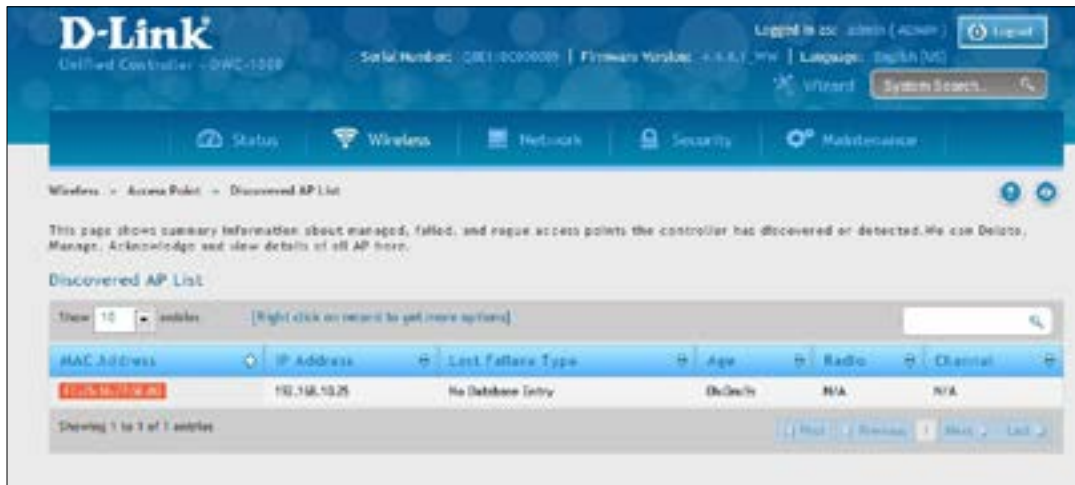 D-Link
Logged in as: admin ( ADMIN )
Logout
Unified Controller - DWC-1000
Serial Number: | Firmware Version: | Language: English [US]
Wizard
System Search...
Status
Wireless
Network
Security
Maintenance
Wireless » Access Point » Discovered AP List
This page shows summary information about managed, failed, and rogue access points the controller has discovered or detected.We can Delete,
Manage, Acknowledge and view details of all AP here.
Discovered AP List
Show 10 entries
[Right click on record to get more options]
MAC Address
IP Address
Last Failure Type
Age
Radio
Channel
192.168.10.25
No Database Entry
N/A
N/A
Showing 1 to 1 of 1 entries
First
Previous
1
Next
Last